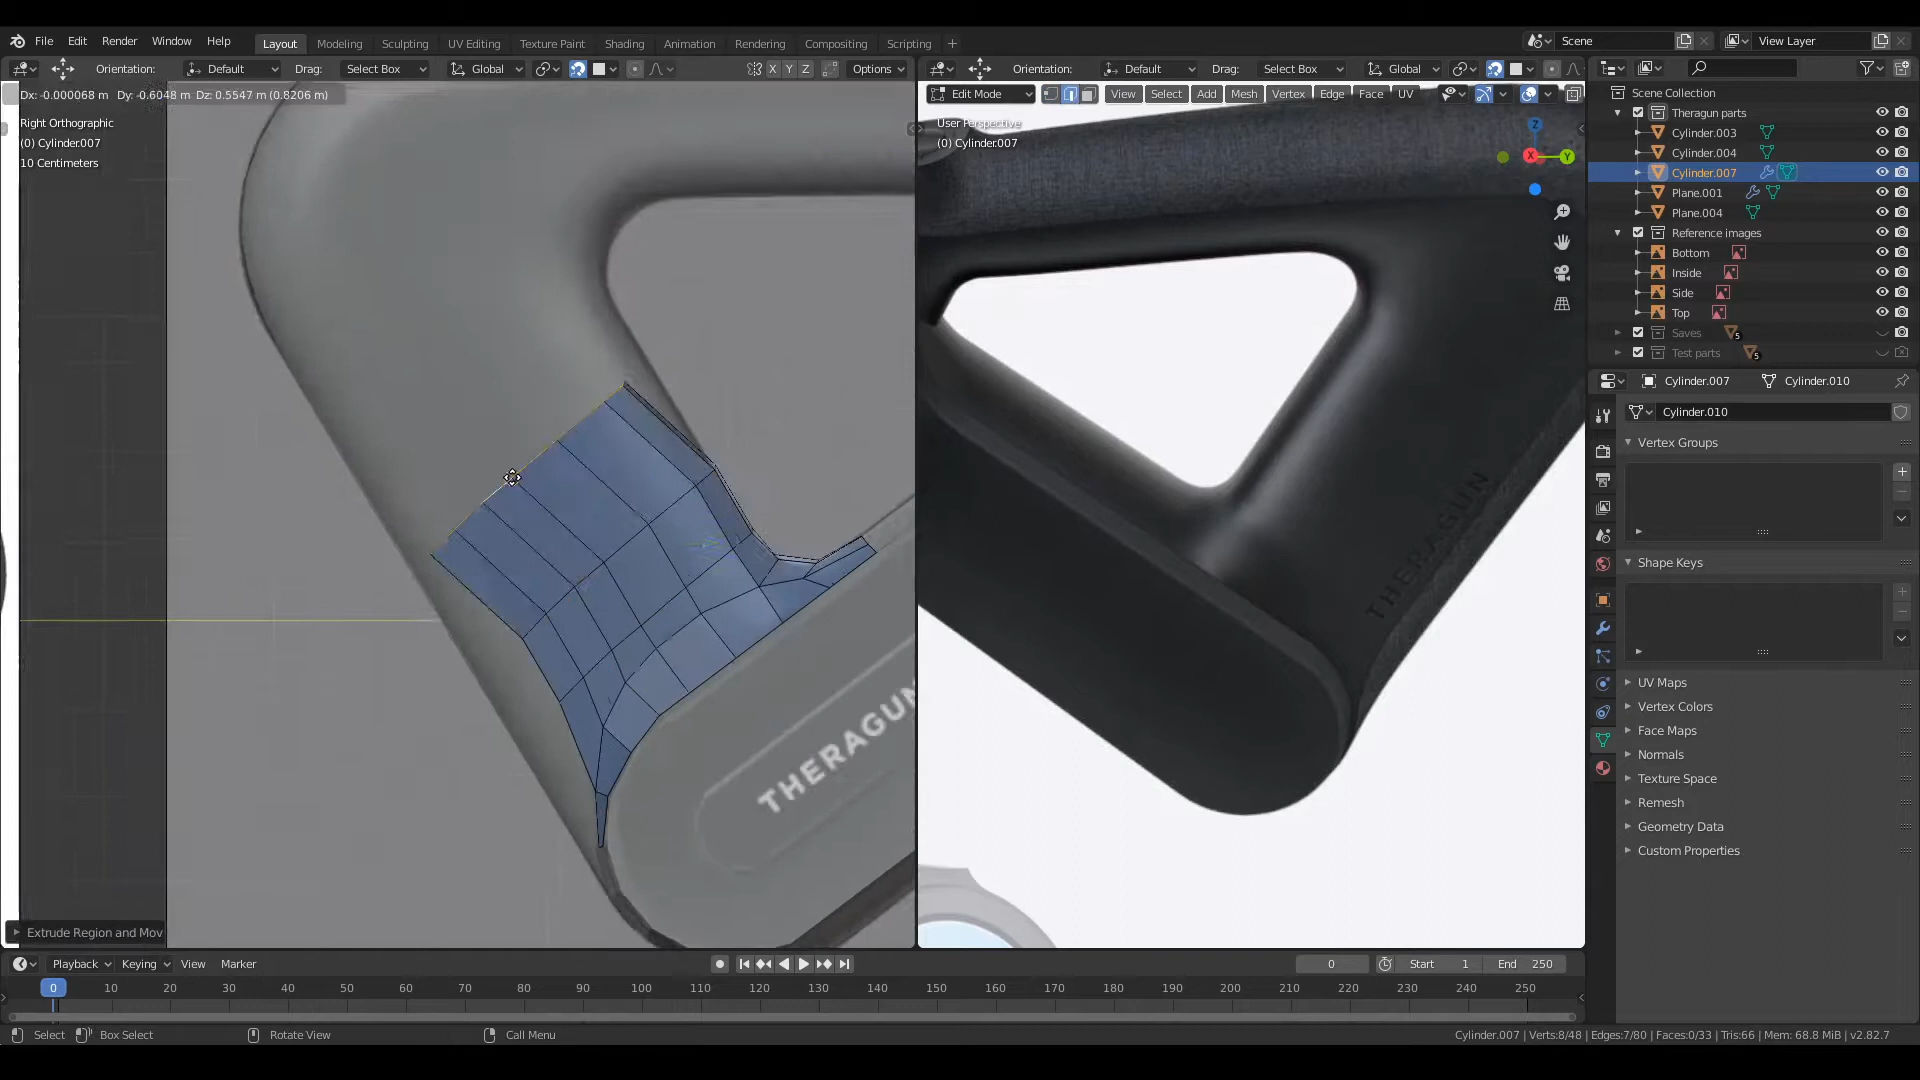 File Edit Render Window Help Layout Modeling Sculpting UV Editing Texture Paint Shading Animation Rendering Compositing Scripting + Scene View Layer
Orientation: Default Drag: Select Box Global Options Orientation: Default Drag: Select Box Global
X Y Z
Dx: -0.000068 m Dy: -0.6048 m Dz: 0.5547 m (0.8206 m)
Edit Mode View Select Add Mesh Vertex Edge Face UV
Right Orthographic
(0) Cylinder.007
10 Centimeters
User Perspective
(0) Cylinder.007
Z
X
Y
THERAGUN
THERAGUN
Extrude Region and Mov
Scene Collection
Theragun parts
Cylinder.003
Cylinder.004
Cylinder.007
Plane.001
Plane.004
Reference images
Bottom
Inside
Side
Top
Saves 5
Test parts 5
Cylinder.007 Cylinder.010
Cylinder.010
Vertex Groups
Shape Keys
UV Maps
Vertex Colors
Face Maps
Normals
Texture Space
Remesh
Geometry Data
Custom Properties
Playback Keying View Marker 0 Start 1 End 250
0 10 20 30 40 50 60 70 80 90 100 110 120 130 140 150 160 170 180 190 200 210 220 230 240 250
Select Box Select Rotate View Call Menu Cylinder.007 | Verts:8/48 | Edges:7/80 | Faces:0/33 | Tris:66 | Mem: 68.8 MiB | v2.82.7